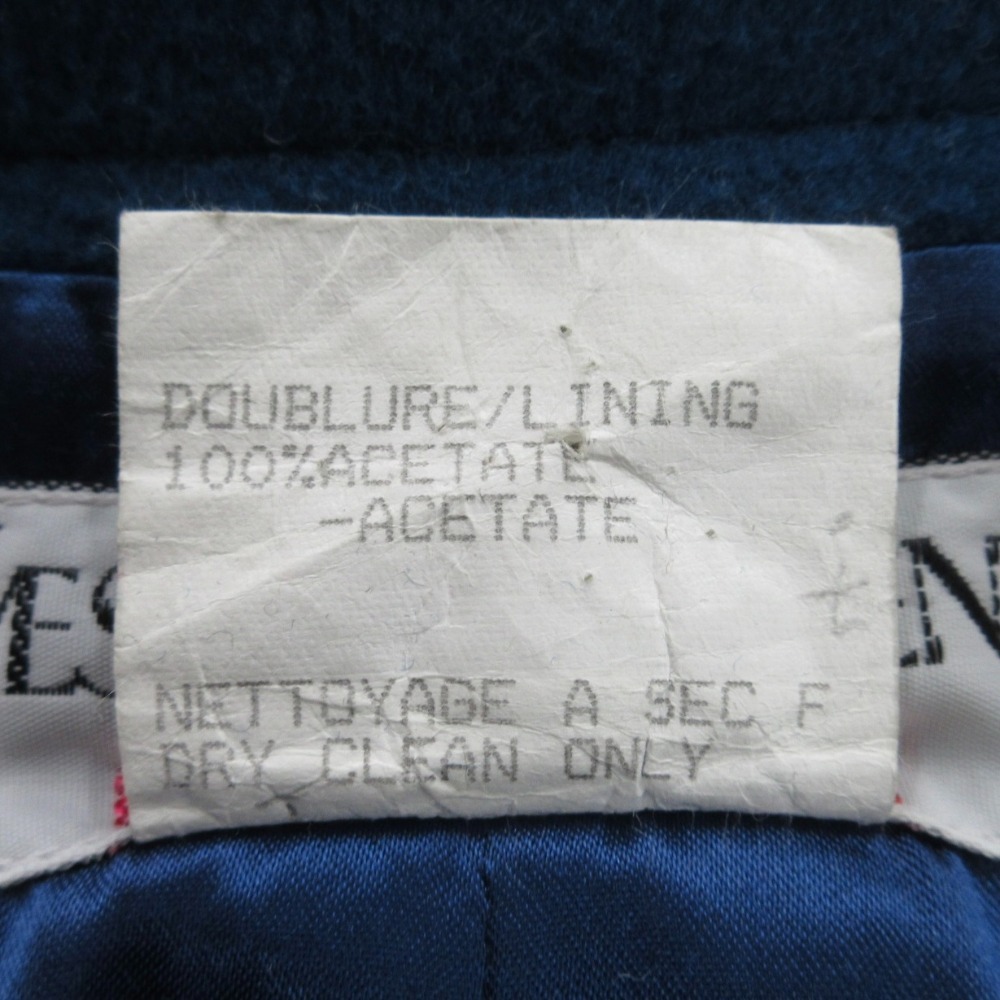 DOUBLURE/LINING
100%ACETATE
-ACETATE
NETTOYAGE A SEC F
DRY CLEAN ONLY